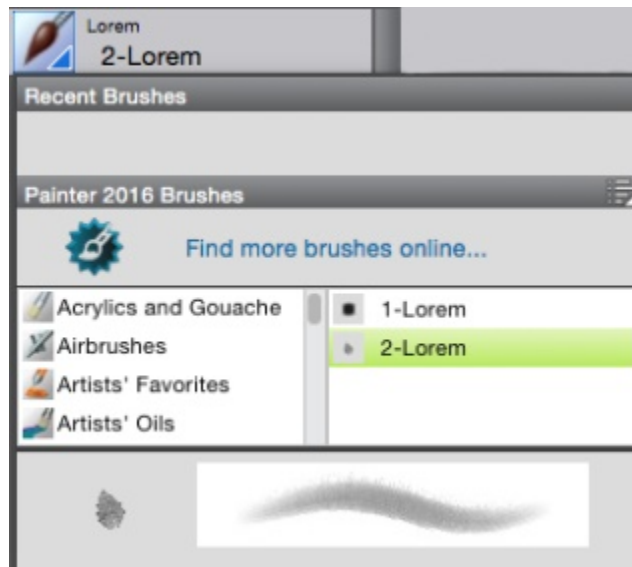 Lorem
2-Lorem
Recent Brushes
Painter 2016 Brushes
Find more brushes online...
Acrylics and Gouache
Airbrushes
Artists' Favorites
Artists' Oils
1-Lorem
2-Lorem